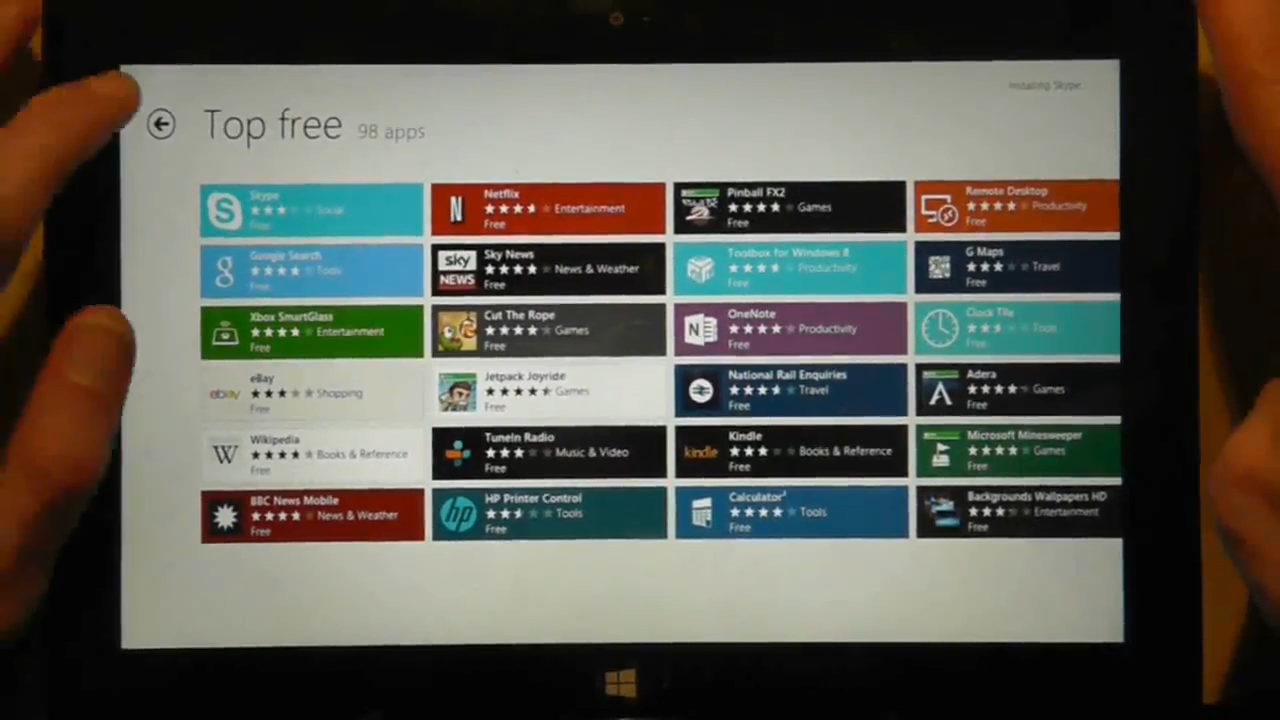 Installing Skype
Top free 98 apps
Skype
Social
Free
Google Search
Tools
Free
Xbox SmartGlass
Entertainment
Free
ebay
eBay
Shopping
Free
W
Wikipedia
Books & Reference
Free
BBC News Mobile
News & Weather
Free
N
Netflix
Entertainment
Free
sky
NEWS
Sky News
News & Weather
Free
Cut The Rope
Games
Free
Jetpack Joyride
Games
Free
TuneIn Radio
Music & Video
Free
hp
HP Printer Control
Tools
Free
Pinball FX2
Games
Free
Toolbox for Windows 8
Productivity
Free
N
OneNote
Productivity
Free
National Rail Enquiries
Travel
Free
kindle
Kindle
Books & Reference
Free
Calculator²
Tools
Free
Remote Desktop
Productivity
Free
G Maps
Travel
Free
Clock Tile
Tools
Free
Adera
Games
Free
Microsoft Minesweeper
Games
Free
Backgrounds Wallpapers HD
Entertainment
Free